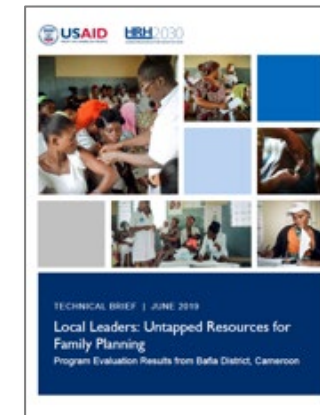 USAID
HRH2030
TECHNICAL BRIEF | JUNE 2019
Local Leaders: Untapped Resources for
Family Planning
Program Evaluation Results from Bafia District, Cameroon